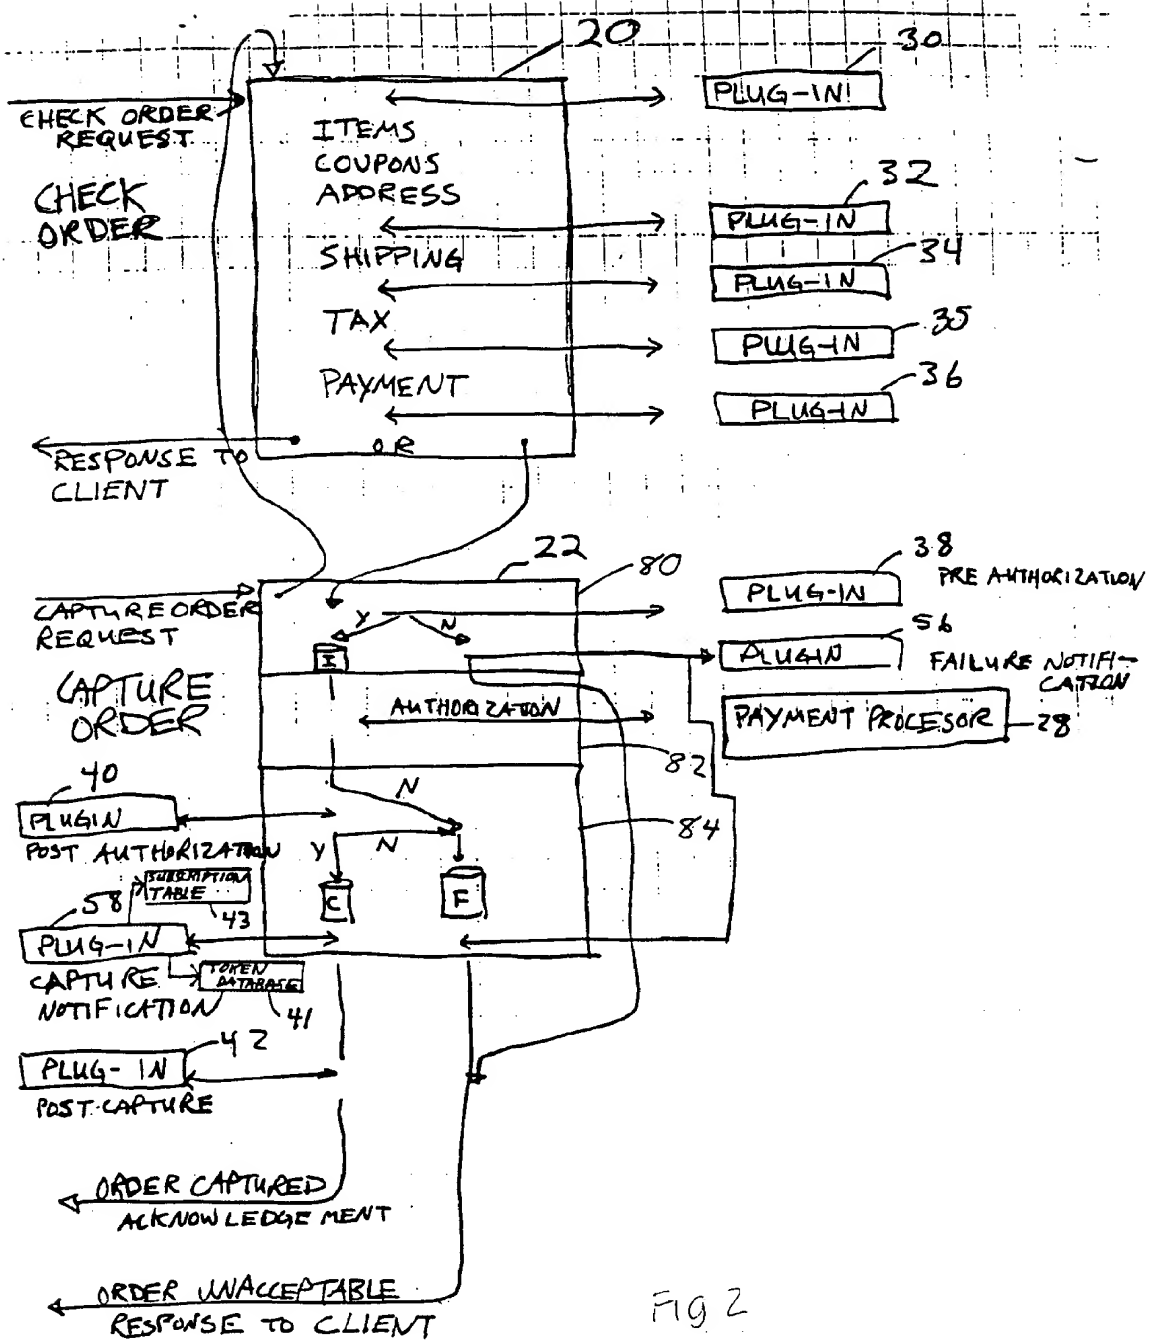 20
30
PLUG-IN
CHECK ORDER
REQUEST
ITEMS
COUPONS
ADDRESS
CHECK
ORDER
32
PLUG-IN
SHIPPING
34
PLUG-IN
TAX
35
PLUG-IN
PAYMENT
36
PLUG-IN
OR
RESPONSE TO
CLIENT
22
80
38
PLUG-IN
PRE AUTHORIZATION
CAPTURE ORDER
REQUEST
Y
N
I
56
PLUGIN
FAILURE NOTIFI-
CATION
CAPTURE
ORDER
AUTHORIZATION
PAYMENT PROCESOR
28
82
40
PLUGIN
POST AUTHORIZATION
N
84
Y
N
SUBSCRIPTION
TABLE
43
58
C
F
PLUG-IN
CAPTURE
NOTIFICATION
TOKEN
DATABASE
41
42
PLUG-IN
POST-CAPTURE
ORDER CAPTURED
ACKNOWLEDGEMENT
ORDER UNACCEPTABLE
RESPONSE TO CLIENT
FIG 2